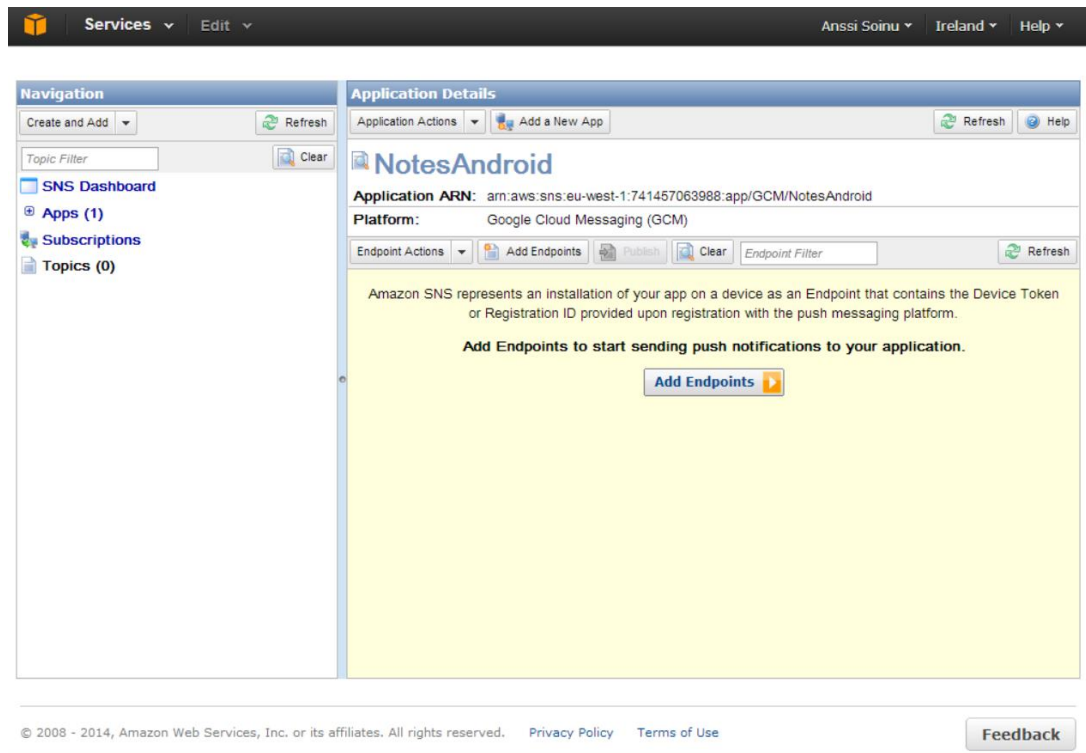 Services Edit Anssi Soinu Ireland Help
Navigation
Create and Add Refresh
Topic Filter Clear
SNS Dashboard
Apps (1)
Subscriptions
Topics (0)
Application Details
Application Actions Add a New App Refresh Help
NotesAndroid
Application ARN: arn:aws:sns:eu-west-1:741457063988:app/GCM/NotesAndroid
Platform: Google Cloud Messaging (GCM)
Endpoint Actions Add Endpoints Publish Clear Endpoint Filter Refresh
Amazon SNS represents an installation of your app on a device as an Endpoint that contains the Device Token
or Registration ID provided upon registration with the push messaging platform.
Add Endpoints to start sending push notifications to your application.
Add Endpoints
© 2008 - 2014, Amazon Web Services, Inc. or its affiliates. All rights reserved. Privacy Policy Terms of Use Feedback